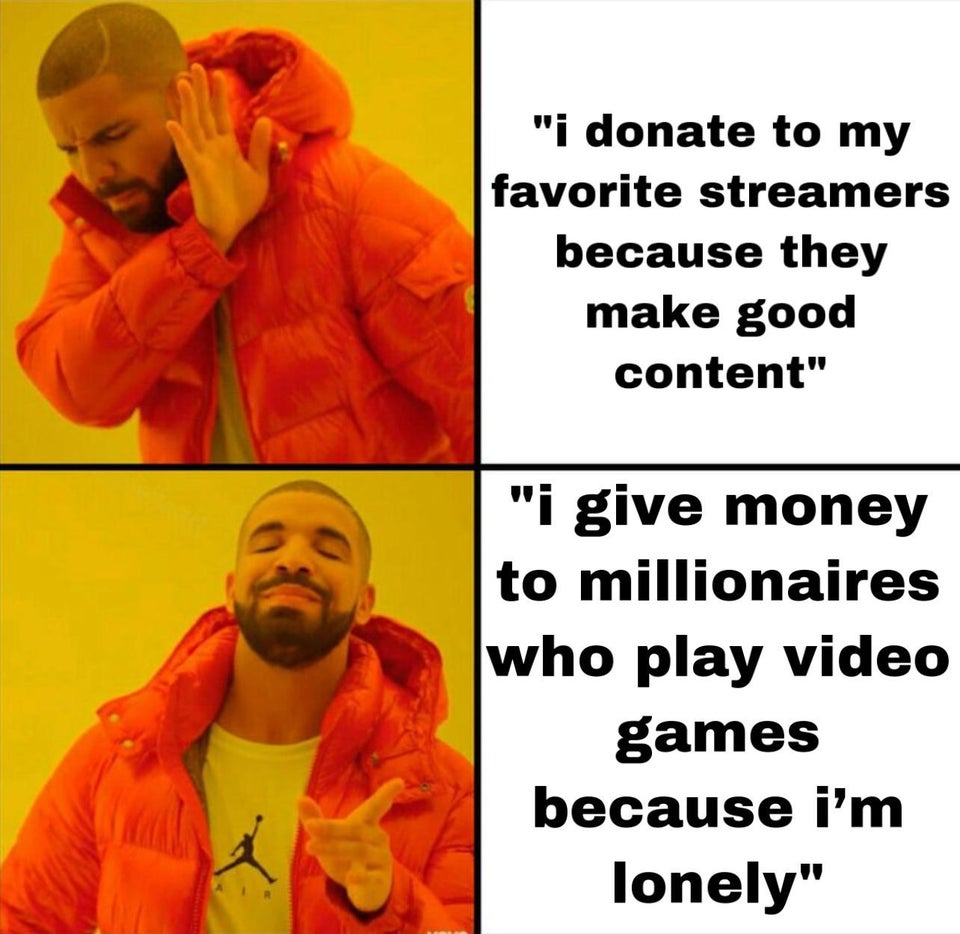 "i donate to my
favorite streamers
because they
make good
content"
"i give money
to millionaires
who play video
games
because i’m
lonely"
AIR